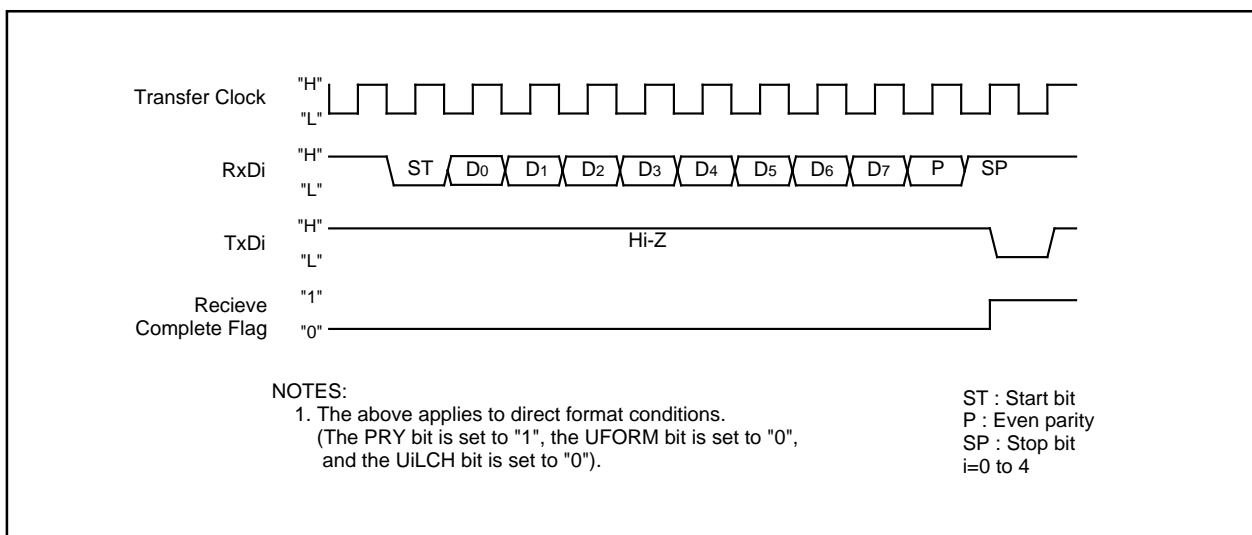 Transfer Clock "H"
"L"
RxDi "H" ST D0 D1 D2 D3 D4 D5 D6 D7 P SP
"L"
TxDi "H" Hi-Z
"L"
Recieve "1"
Complete Flag "0"
NOTES:
1. The above applies to direct format conditions.
(The PRY bit is set to "1", the UFORM bit is set to "0",
and the UiLCH bit is set to "0").
ST : Start bit
P : Even parity
SP : Stop bit
i=0 to 4